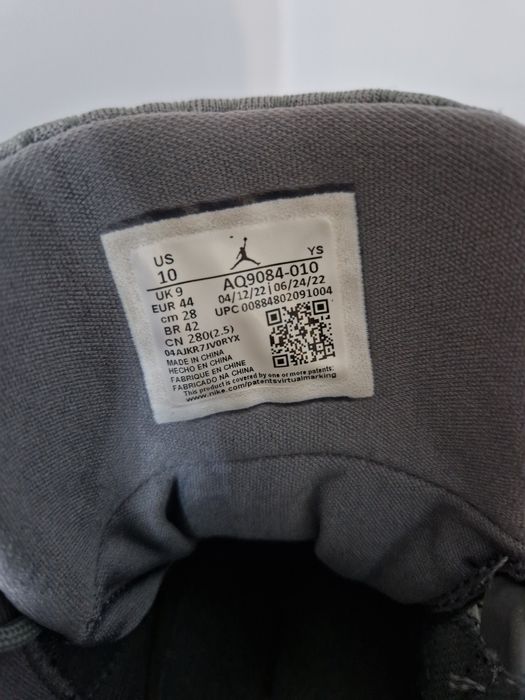 US YS
10 AQ9084-010
UK 9 04/12/22 | 06/24/22
EUR 44 UPC 00884802091004
cm 28
BR 42
CN 280(2.5)
04AJKR7JV0RYX
MADE IN CHINA
HECHO EN CHINA
FABRIQUE EN CHINE
FABRICADO NA CHINA
This product is covered by one or more patents:
www.nike.com/patentsvirtualmarking